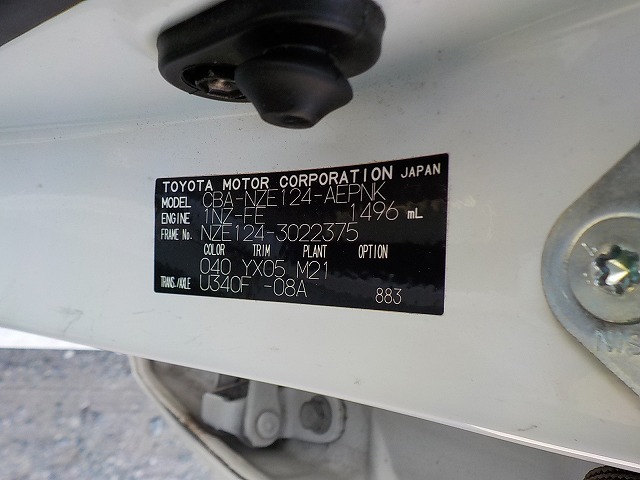 TOYOTA MOTOR CORPORATION JAPAN
MODEL CBA-NZE124-AEPNK
ENGINE 1NZ-FE 1496 mL
FRAME No. NZE124-3022375
COLOR TRIM PLANT OPTION
040 YX05 M21
TRANS./AXLE U340F -08A 883